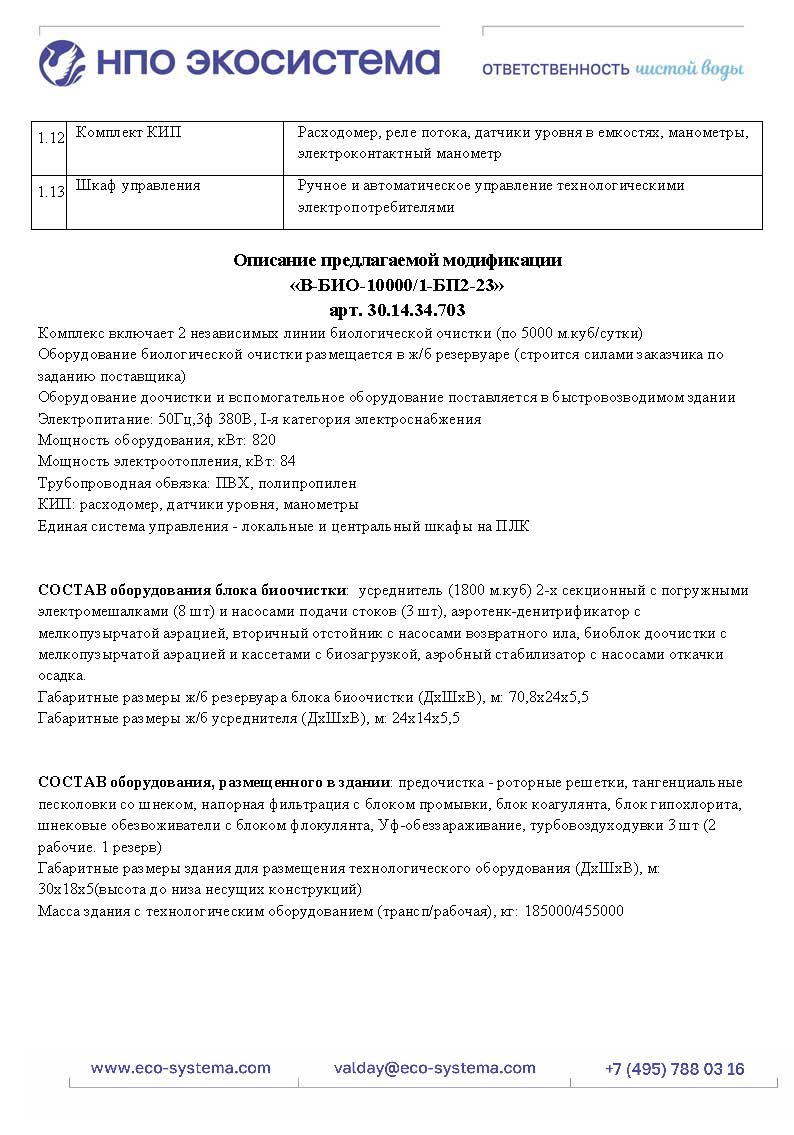 НПО ЭКОСИСТЕМА
ОТВЕТСТВЕННОСТЬ чистой воды
1.12 Комплект КИП Расходомер, реле потока, датчики уровня в емкостях, манометры,
электроконтактный манометр
1.13 Шкаф управления Ручное и автоматическое управление технологическими
электропотребителями
Описание предлагаемой модификации
«В-БИО-10000/1-БП2-23»
арт. 30.14.34.703
Комплекс включает 2 независимых линии биологической очистки (по 5000 м.куб/сутки)
Оборудование биологической очистки размещается в ж/б резервуаре (строится силами заказчика по
заданию поставщика)
Оборудование доочистки и вспомогательное оборудование поставляется в быстровозводимом здании
Электропитание: 50Гц,3ф 380В, I-я категория электроснабжения
Мощность оборудования, кВт: 820
Мощность электроотопления, кВт: 84
Трубопроводная обвязка: ПВХ, полипропилен
КИП: расходомер, датчики уровня, манометры
Единая система управления - локальные и центральный шкафы на ПЛК
СОСТАВ оборудования блока биоочистки: усреднитель (1800 м.куб) 2-х секционный с погружными
электромешалками (8 шт) и насосами подачи стоков (3 шт), аэротенк-денитрификатор с
мелкопузырчатой аэрацией, вторичный отстойник с насосами возвратного ила, биоблок доочистки с
мелкопузырчатой аэрацией и кассетами с биозагрузкой, аэробный стабилизатор с насосами откачки
осадка.
Габаритные размеры ж/б резервуара блока биоочистки (ДхШхВ), м: 70,8х24х5,5
Габаритные размеры ж/б усреднителя (ДхШхВ), м: 24х14х5,5
СОСТАВ оборудования, размещенного в здании: предочистка - роторные решетки, тангенциальные
песколовки со шнеком, напорная фильтрация с блоком промывки, блок коагулянта, блок гипохлорита,
шнековые обезвоживатели с блоком флокулянта, Уф-обеззараживание, турбовоздуходувки 3 шт (2
рабочие. 1 резерв)
Габаритные размеры здания для размещения технологического оборудования (ДхШхВ), м:
30х18х5(высота до низа несущих конструкций)
Масса здания с технологическим оборудованием (трансп/рабочая), кг: 185000/455000
www.eco-systema.com valday@eco-systema.com +7 (495) 788 03 16